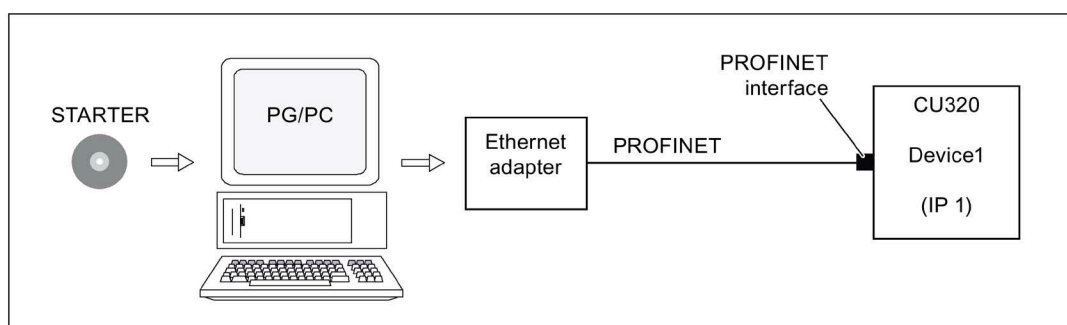 STARTER
PG/PC
Ethernet
adapter
PROFINET
PROFINET
interface
CU320
Device1
(IP 1)